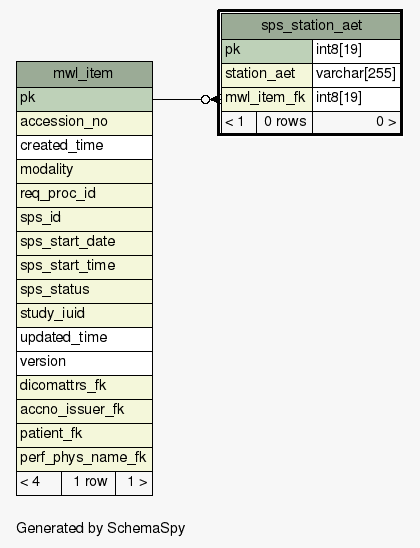 sps_station_aet
pk int8[19]
station_aet varchar[255]
mwl_item_fk int8[19]
< 1 0 rows 0 >
mwl_item
pk
accession_no
created_time
modality
req_proc_id
sps_id
sps_start_date
sps_start_time
sps_status
study_iuid
updated_time
version
dicomattrs_fk
accno_issuer_fk
patient_fk
perf_phys_name_fk
< 4 1 row 1 >
Generated by SchemaSpy